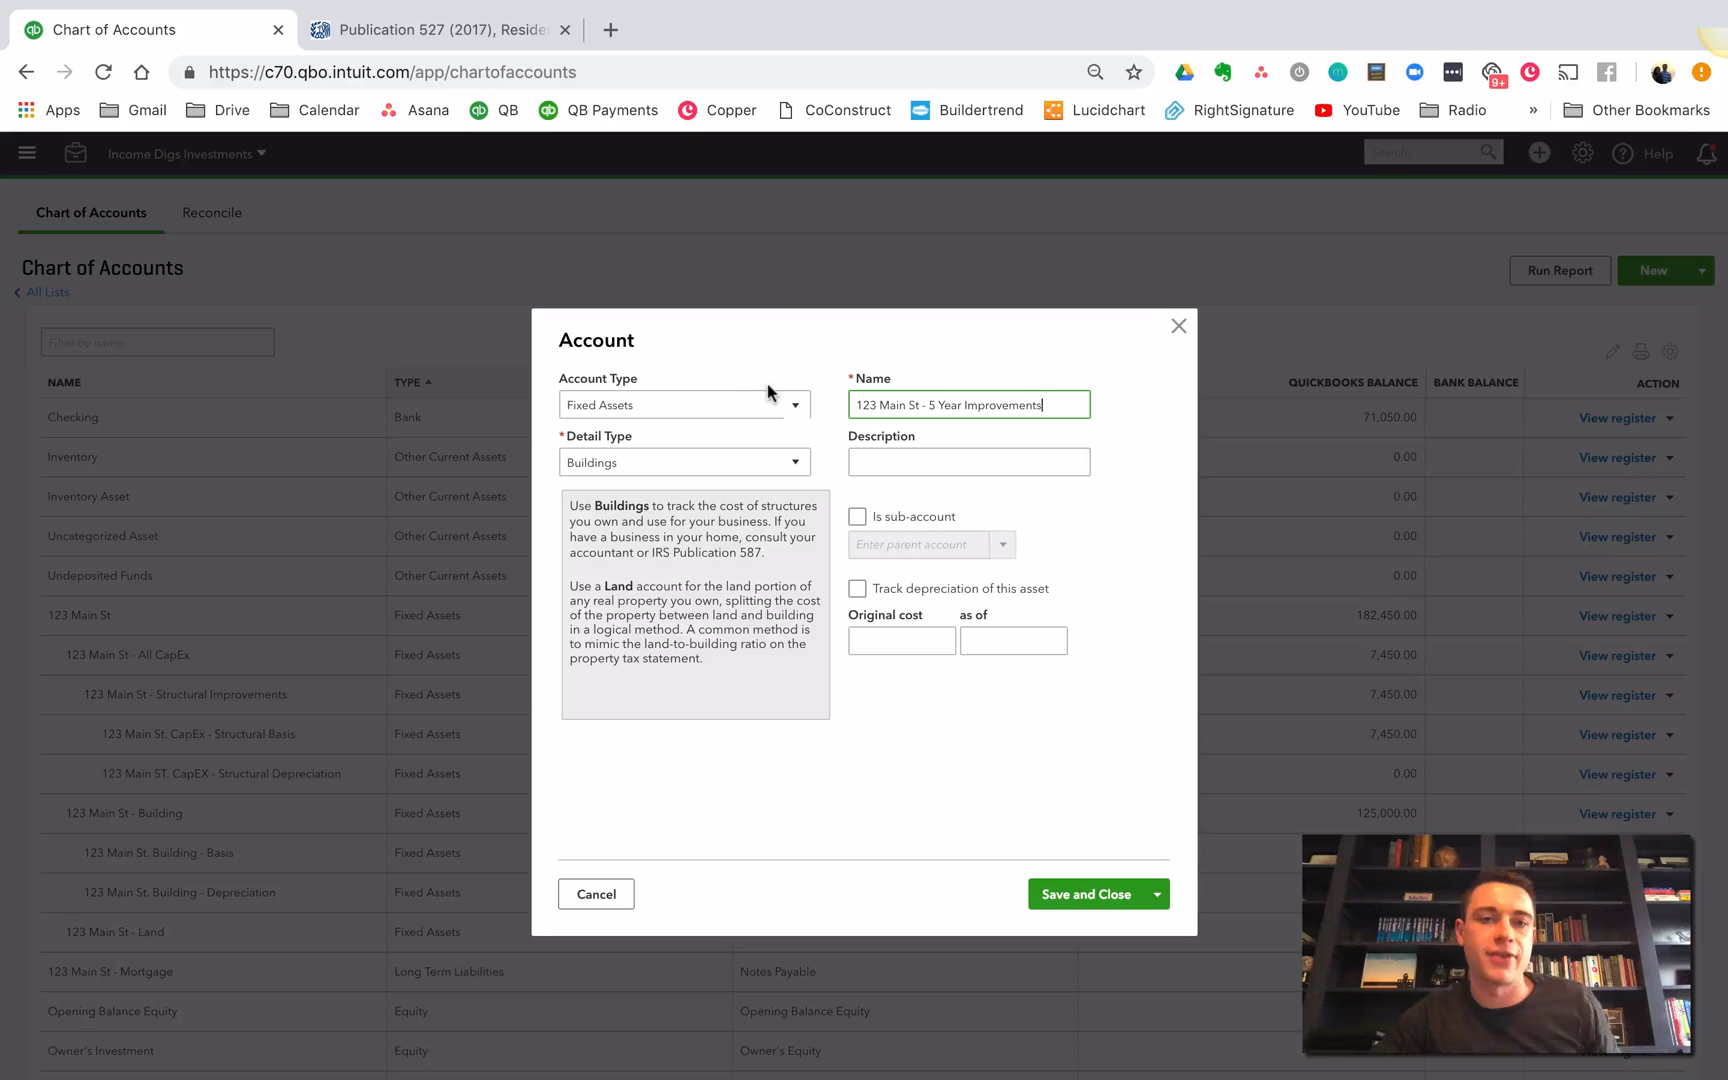 Chart of Accounts
Publication 527 (2017), Reside
https://c70.qbo.intuit.com/app/chartofaccounts
9+
Apps
Gmail
Drive
Calendar
Asana
QB
QB Payments
Copper
CoConstruct
Buildertrend
Lucidchart
RightSignature
YouTube
Radio
»
Other Bookmarks
Income Digs Investments
Search
Help
Chart of Accounts
Reconcile
Chart of Accounts
All Lists
Run Report
New
Filter by name
NAME
TYPE
QUICKBOOKS BALANCE
BANK BALANCE
ACTION
Checking
Bank
71,050.00
View register
Inventory
Other Current Assets
0.00
View register
Inventory Asset
Other Current Assets
0.00
View register
Uncategorized Asset
Other Current Assets
0.00
View register
Undeposited Funds
Other Current Assets
0.00
View register
123 Main St
Fixed Assets
182,450.00
View register
123 Main St - All CapEx
Fixed Assets
7,450.00
View register
123 Main St - Structural Improvements
Fixed Assets
7,450.00
View register
123 Main St. CapEx - Structural Basis
Fixed Assets
7,450.00
View register
123 Main ST. CapEX - Structural Depreciation
Fixed Assets
0.00
View register
123 Main St - Building
Fixed Assets
125,000.00
View register
123 Main St. Building - Basis
Fixed Assets
123 Main St. Building - Depreciation
Fixed Assets
123 Main St - Land
Fixed Assets
123 Main St - Mortgage
Long Term Liabilities
Notes Payable
Opening Balance Equity
Equity
Opening Balance Equity
Owner's Investment
Equity
Owner's Equity
Account
Account Type
Fixed Assets
* Detail Type
Buildings
Use Buildings to track the cost of structures
you own and use for your business. If you
have a business in your home, consult your
accountant or IRS Publication 587.
Use a Land account for the land portion of
any real property you own, splitting the cost
of the property between land and building
in a logical method. A common method is
to mimic the land-to-building ratio on the
property tax statement.
* Name
123 Main St - 5 Year Improvements
Description
Is sub-account
Enter parent account
Track depreciation of this asset
Original cost
as of
Cancel
Save and Close